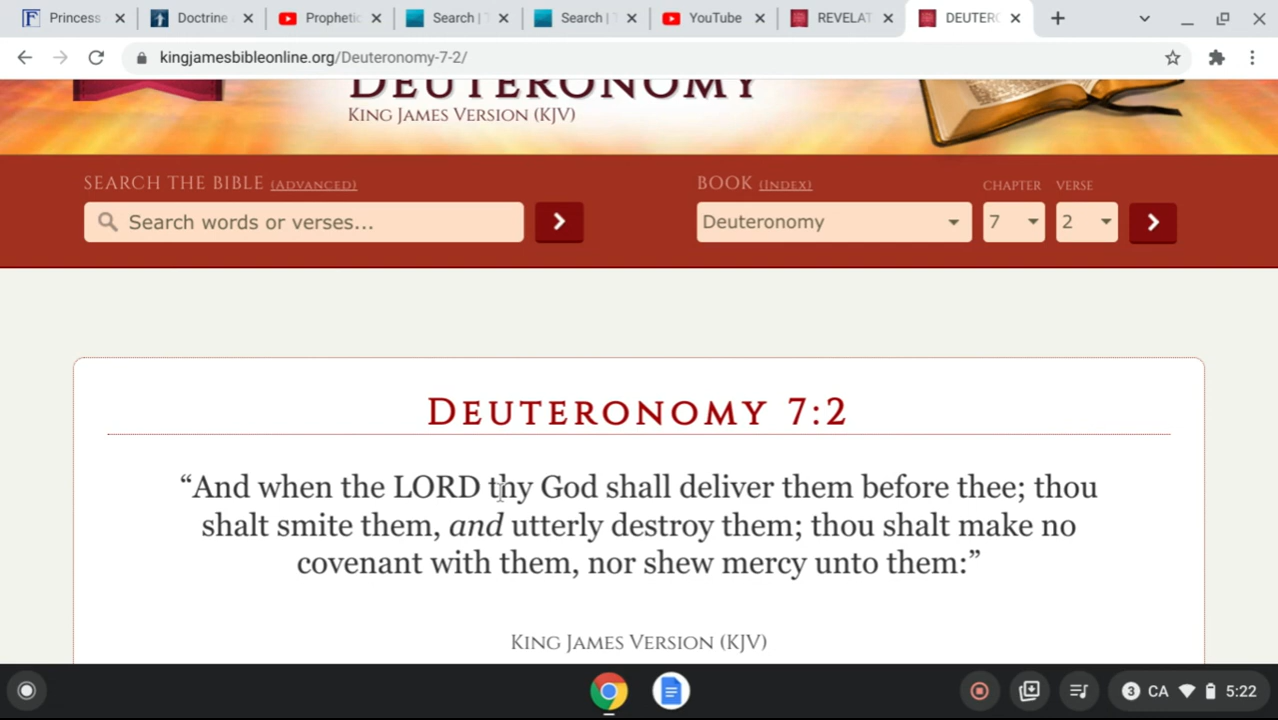 Princess
Doctrine
Prophetic
Search | T
Search | T
YouTube
REVELAT
DEUTERO
kingjamesbibleonline.org/Deuteronomy-7-2/
DEUTERONOMY
KING JAMES VERSION (KJV)
SEARCH THE BIBLE (ADVANCED)
BOOK (INDEX)
CHAPTER
VERSE
Search words or verses...
Deuteronomy
7
2
DEUTERONOMY 7:2
“And when the LORD thy God shall deliver them before thee; thou
shalt smite them, and utterly destroy them; thou shalt make no
covenant with them, nor shew mercy unto them:”
KING JAMES VERSION (KJV)
3 CA 5:22